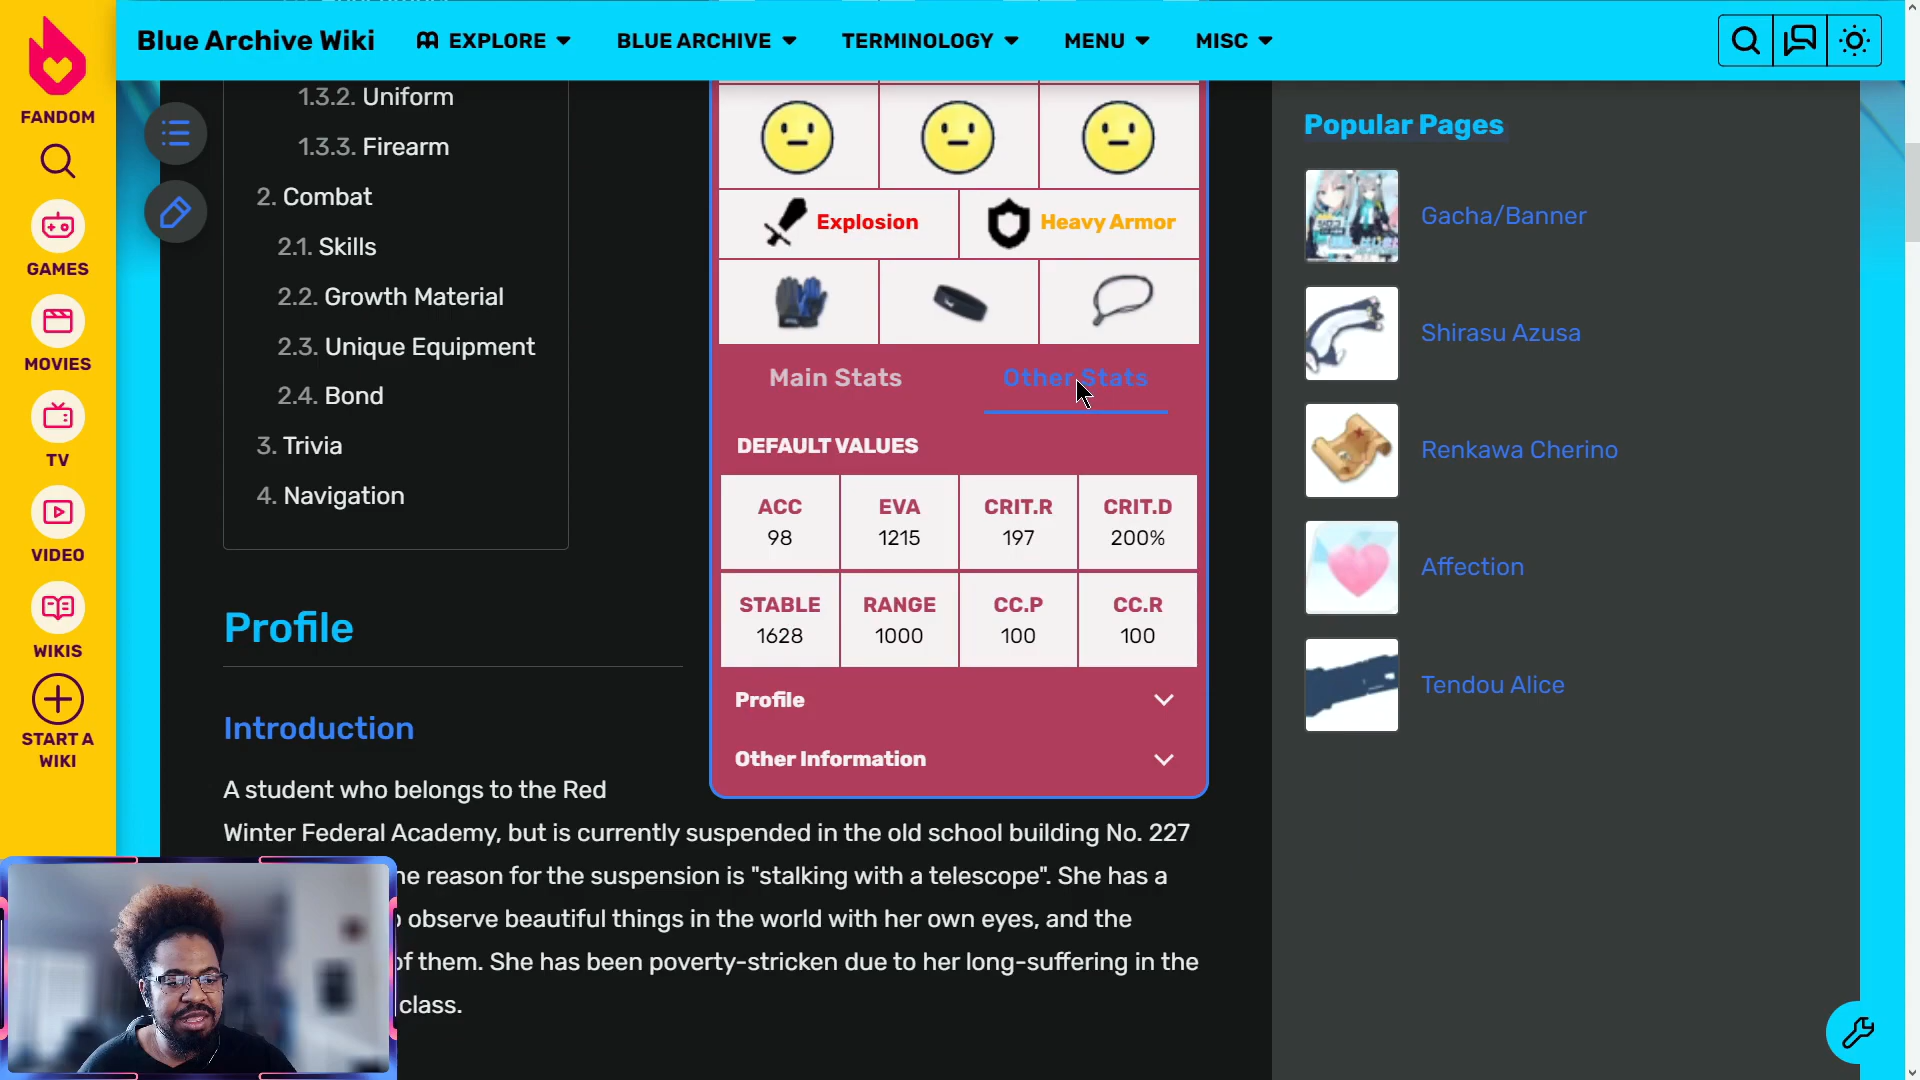 FANDOM
GAMES
MOVIES
TV
VIDEO
WIKIS
START A
WIKI
Blue Archive Wiki
EXPLORE
BLUE ARCHIVE
TERMINOLOGY
MENU
MISC
1.3.2. Uniform
1.3.3. Firearm
2. Combat
2.1. Skills
2.2. Growth Material
2.3. Unique Equipment
2.4. Bond
3. Trivia
4. Navigation
Profile
Introduction
A student who belongs to the Red
Winter Federal Academy, but is currently suspended in the old school building No. 227
he reason for the suspension is "stalking with a telescope". She has a
observe beautiful things in the world with her own eyes, and the
of them. She has been poverty-stricken due to her long-suffering in the
class.
Explosion
Heavy Armor
Main Stats
Other Stats
DEFAULT VALUES
ACC EVA CRIT.R CRIT.D
98 1215 197 200%
STABLE RANGE CC.P CC.R
1628 1000 100 100
Profile
Other Information
Popular Pages
Gacha/Banner
Shirasu Azusa
Renkawa Cherino
Affection
Tendou Alice